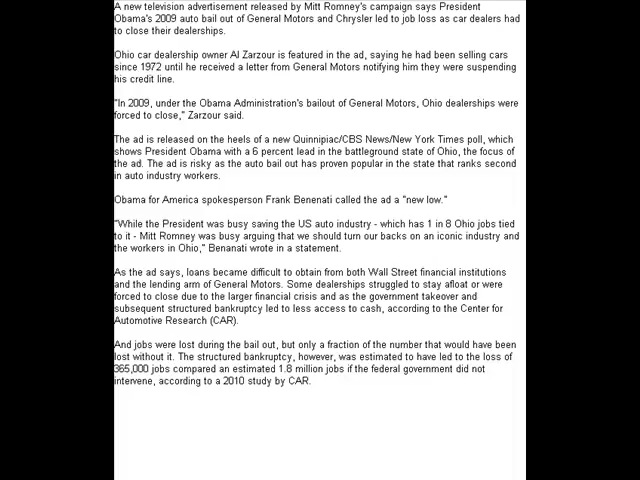 A new television advertisement released by Mitt Romney's campaign says President
Obama's 2009 auto bail out of General Motors and Chrysler led to job loss as car dealers had
to close their dealerships.
Ohio car dealership owner Al Zarzour is featured in the ad, saying he had been selling cars
since 1972 until he received a letter from General Motors notifying him they were suspending
his credit line.
"In 2009, under the Obama Administration's bailout of General Motors, Ohio dealerships were
forced to close," Zarzour said.
The ad is released on the heels of a new Quinnipiac/CBS News/New York Times poll, which
shows President Obama with a 6 percent lead in the battleground state of Ohio, the focus of
the ad. The ad is risky as the auto bail out has proven popular in the state that ranks second
in auto industry workers.
Obama for America spokesperson Frank Benenati called the ad a "new low."
"While the President was busy saving the US auto industry - which has 1 in 8 Ohio jobs tied
to it - Mitt Romney was busy arguing that we should turn our backs on an iconic industry and
the workers in Ohio," Benanati wrote in a statement.
As the ad says, loans became difficult to obtain from both Wall Street financial institutions
and the lending arm of General Motors. Some dealerships struggled to stay afloat or were
forced to close due to the larger financial crisis and as the government takeover and
subsequent structured bankruptcy led to less access to cash, according to the Center for
Automotive Research (CAR).
And jobs were lost during the bail out, but only a fraction of the number that would have been
lost without it. The structured bankruptcy, however, was estimated to have led to the loss of
365,000 jobs compared an estimated 1.8 million jobs if the federal government did not
intervene, according to a 2010 study by CAR.